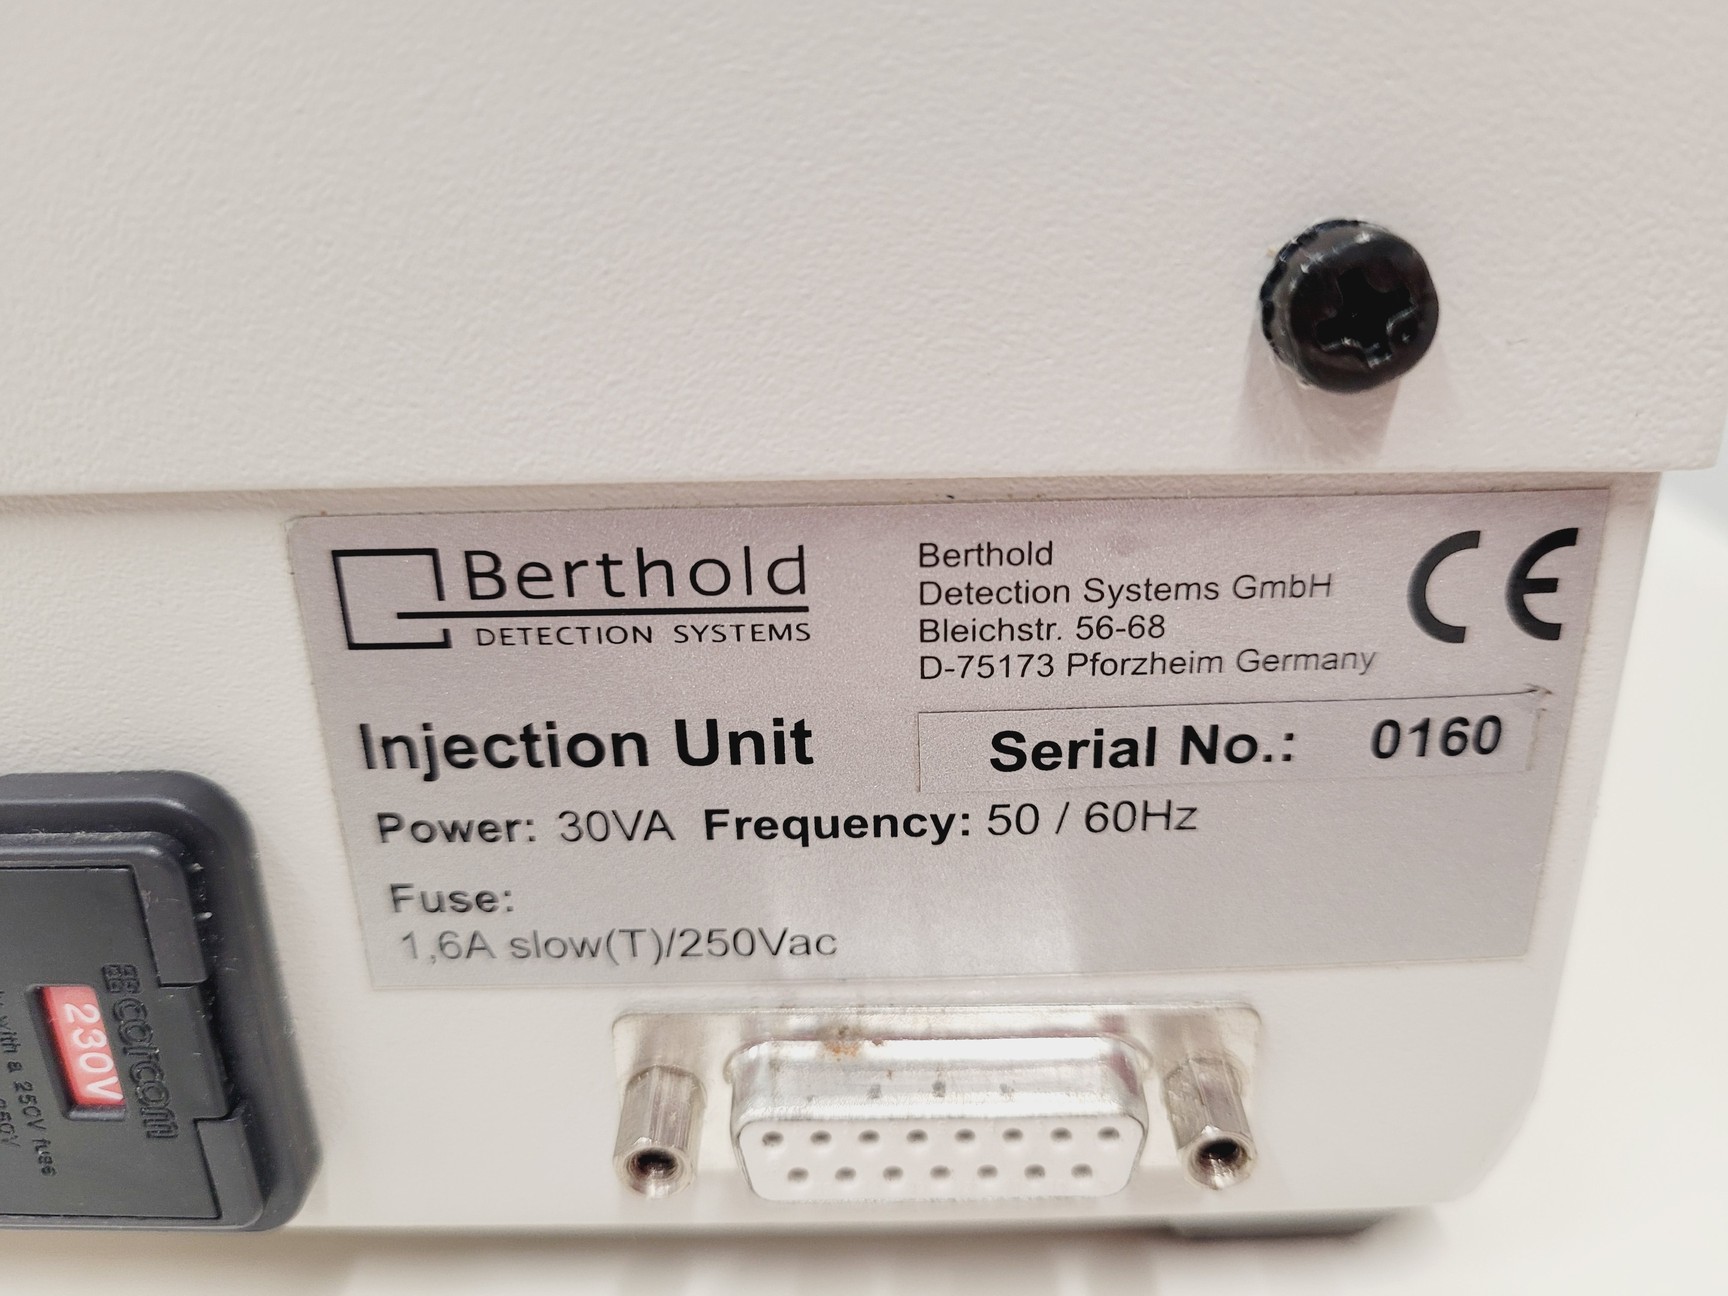 Berthold
DETECTION SYSTEMS
Berthold
Detection Systems GmbH
Bleichstr. 56-68
D-75173 Pforzheim Germany
CE
Injection Unit
Serial No.: 0160
Power: 30VA Frequency: 50 / 60Hz
Fuse:
1,6A slow(T)/250Vac
corcom
230V
with a 250V fuse
250V